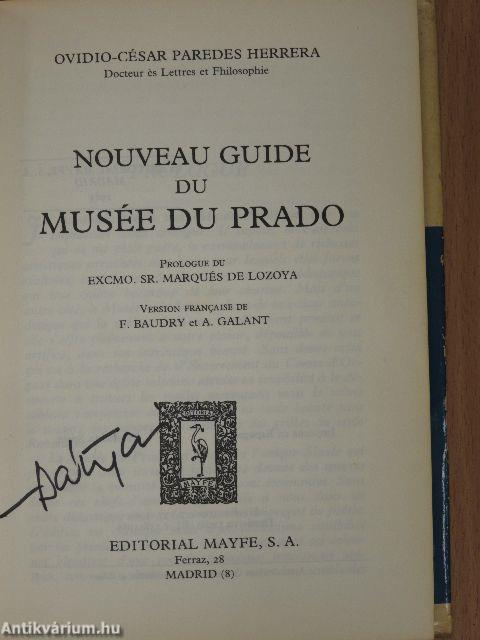 OVIDIO-CÉSAR PAREDES HERRERA
Docteur ès Lettres et Fhilosophie
NOUVEAU GUIDE
DU
MUSÉE DU PRADO
PROLOGUE DU
EXCMO. SR. MARQUÉS DE LOZOYA
VERSION FRANÇAISE DE
F. BAUDRY ET A. GALANT
MAYFE
EDITORIAL MAYFE, S. A.
Ferraz, 28
MADRID (8)
Antikvárium.hu